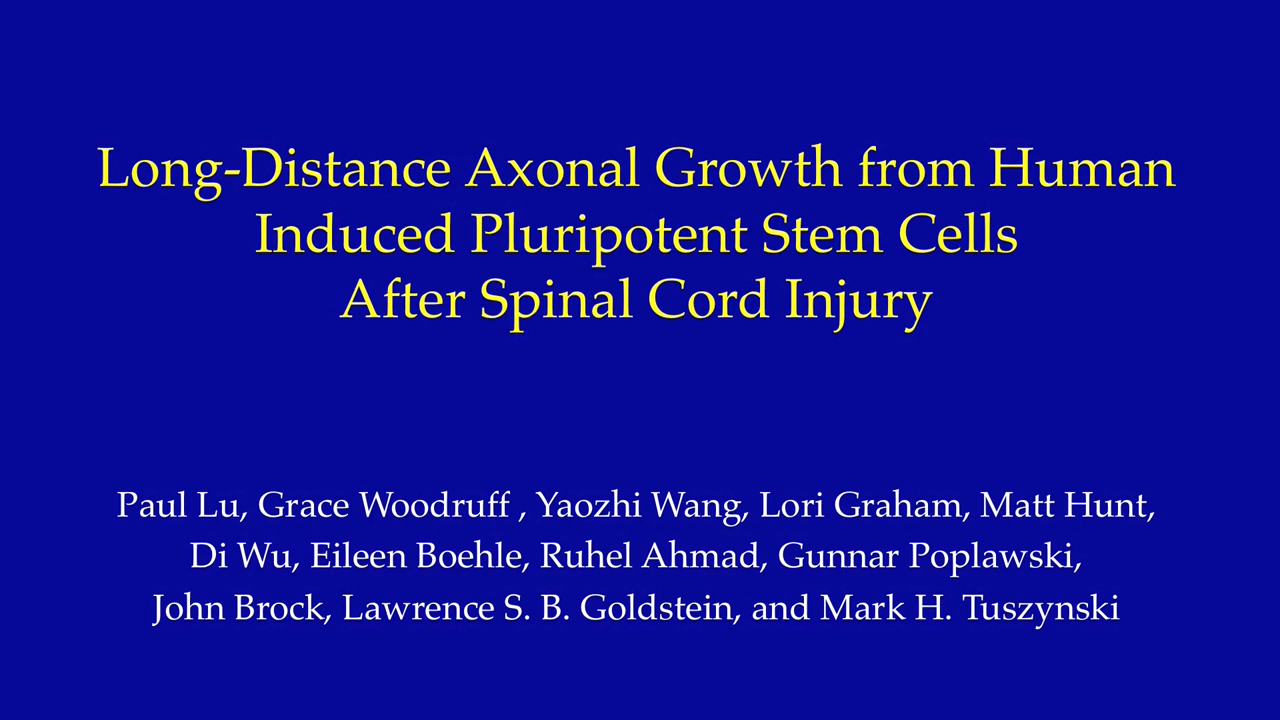 Long-Distance Axonal Growth from Human
Induced Pluripotent Stem Cells
After Spinal Cord Injury
Paul Lu, Grace Woodruff , Yaozhi Wang, Lori Graham, Matt Hunt,
Di Wu, Eileen Boehle, Ruhel Ahmad, Gunnar Poplawski,
John Brock, Lawrence S. B. Goldstein, and Mark H. Tuszynski